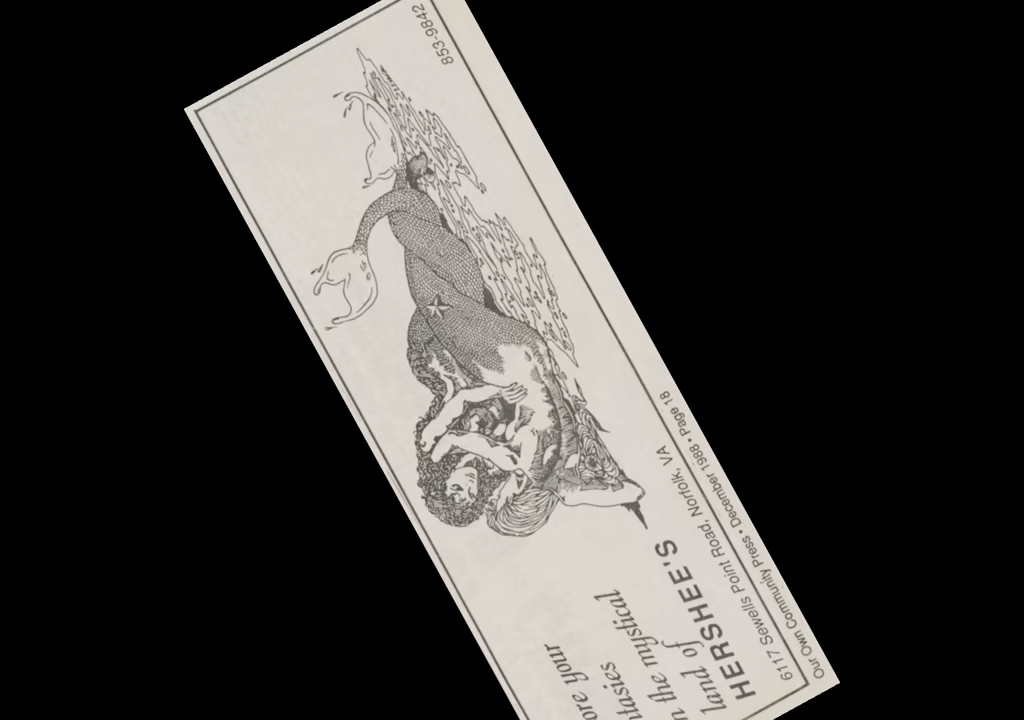 ore your
tasies
n the mystical
land of
HERSHEE'S
6117 Sewells Point Road, Norfolk, VA
853-9842
Our Own Community Press • December 1988 • Page 18